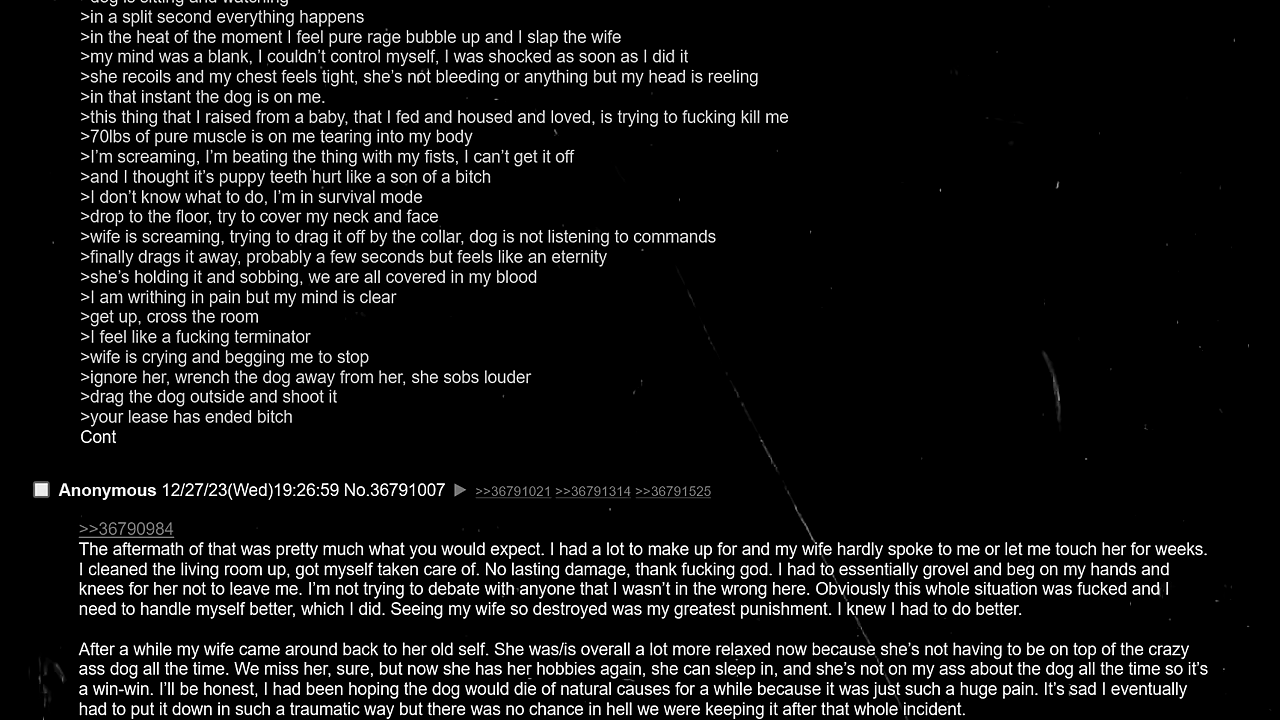 >dog is sitting and watching
>in a split second everything happens
>in the heat of the moment I feel pure rage bubble up and I slap the wife
>my mind was a blank, I couldn’t control myself, I was shocked as soon as I did it
>she recoils and my chest feels tight, she’s not bleeding or anything but my head is reeling
>in that instant the dog is on me.
>this thing that I raised from a baby, that I fed and housed and loved, is trying to fucking kill me
>70lbs of pure muscle is on me tearing into my body
>I’m screaming, I’m beating the thing with my fists, I can’t get it off
>and I thought it’s puppy teeth hurt like a son of a bitch
>I don’t know what to do, I’m in survival mode
>drop to the floor, try to cover my neck and face
>wife is screaming, trying to drag it off by the collar, dog is not listening to commands
>finally drags it away, probably a few seconds but feels like an eternity
>she’s holding it and sobbing, we are all covered in my blood
>I am writhing in pain but my mind is clear
>get up, cross the room
>I feel like a fucking terminator
>wife is crying and begging me to stop
>ignore her, wrench the dog away from her, she sobs louder
>drag the dog outside and shoot it
>your lease has ended bitch
Cont
Anonymous 12/27/23(Wed)19:26:59 No.36791007 ▶ >>36791021 >>36791314 >>36791525
>>36790984
The aftermath of that was pretty much what you would expect. I had a lot to make up for and my wife hardly spoke to me or let me touch her for weeks.
I cleaned the living room up, got myself taken care of. No lasting damage, thank fucking god. I had to essentially grovel and beg on my hands and
knees for her not to leave me. I’m not trying to debate with anyone that I wasn’t in the wrong here. Obviously this whole situation was fucked and I
need to handle myself better, which I did. Seeing my wife so destroyed was my greatest punishment. I knew I had to do better.
After a while my wife came around back to her old self. She was/is overall a lot more relaxed now because she’s not having to be on top of the crazy
ass dog all the time. We miss her, sure, but now she has her hobbies again, she can sleep in, and she’s not on my ass about the dog all the time so it’s
a win-win. I’ll be honest, I had been hoping the dog would die of natural causes for a while because it was just such a huge pain. It’s sad I eventually
had to put it down in such a traumatic way but there was no chance in hell we were keeping it after that whole incident.